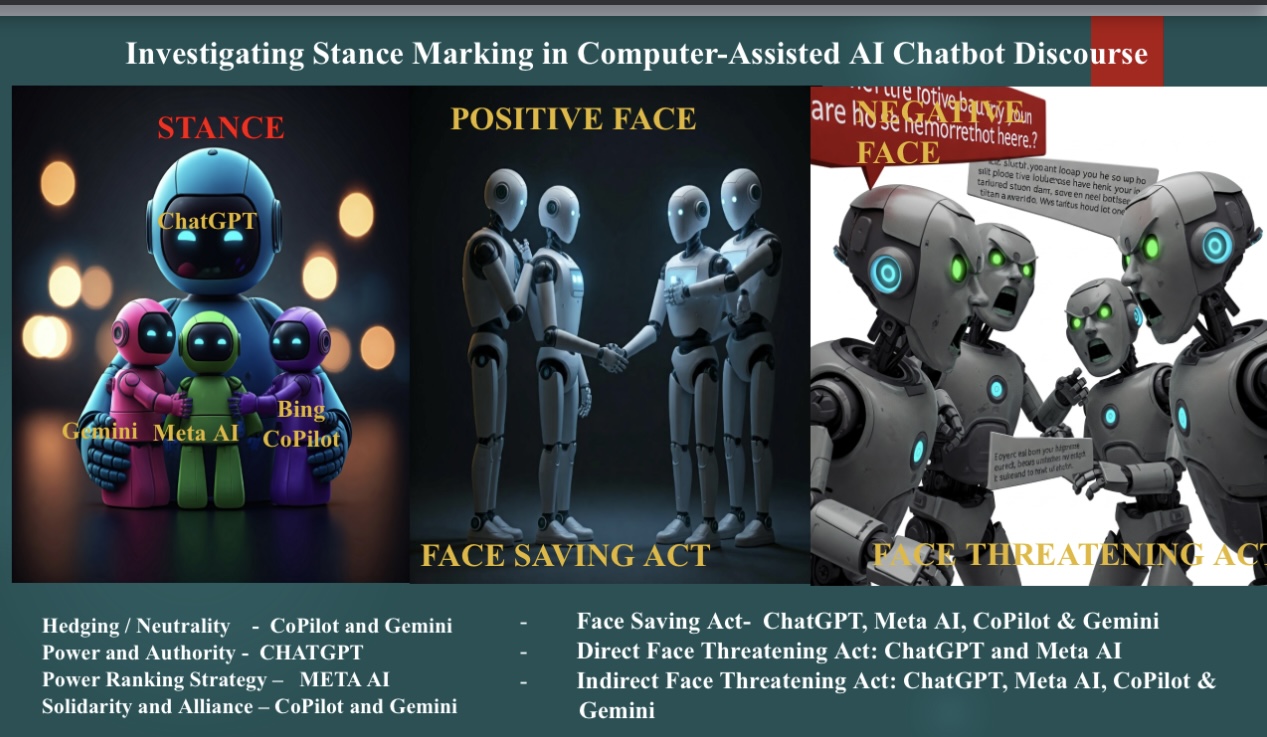 Investigating Stance Marking in Computer-Assisted AI Chatbot Discourse
STANCE
ChatGPT
Gemini
Meta AI
Bing
CoPilot
POSITIVE FACE
FACE SAVING ACT
NEGATIVE
FACE
are
heere.?
FACE THREATENING ACT
Hedging / Neutrality - CoPilot and Gemini
Power and Authority - CHATGPT
Power Ranking Strategy – META AI
Solidarity and Alliance – CoPilot and Gemini
- Face Saving Act- ChatGPT, Meta AI, CoPilot & Gemini
- Direct Face Threatening Act: ChatGPT and Meta AI
- Indirect Face Threatening Act: ChatGPT, Meta AI, CoPilot &
Gemini